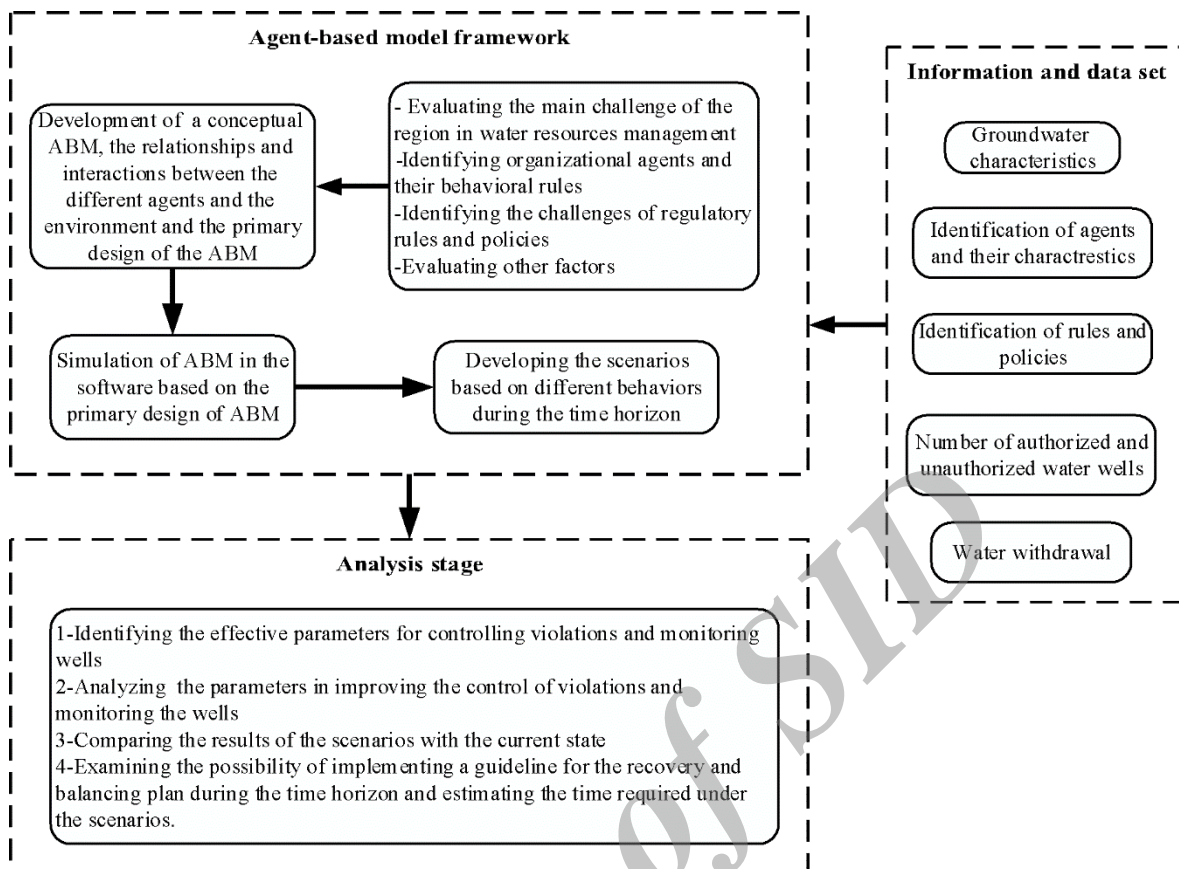 Agent-based model framework
- Evaluating the main challenge of the
region in water resources management
-Identifying organizational agents and
their behavioral rules
-Identifying the challenges of regulatory
rules and policies
-Evaluating other factors
Development of a conceptual
ABM, the relationships and
interactions between the
different agents and the
environment and the primary
design of the ABM
Simulation of ABM in the
software based on the
primary design of ABM
Developing the scenarios
based on different behaviors
during the time horizon
Information and data set
Groundwater
characteristics
Identification of agents
and their charactrestics
Identification of rules and
policies
Number of authorized and
unauthorized water wells
Water withdrawal
Analysis stage
1-Identifying the effective parameters for controlling violations and monitoring
wells
2-Analyzing the parameters in improving the control of violations and
monitoring the wells
3-Comparing the results of the scenarios with the current state
4-Examining the possibility of implementing a guideline for the recovery and
balancing plan during the time horizon and estimating the time required under
the scenarios.
of SID